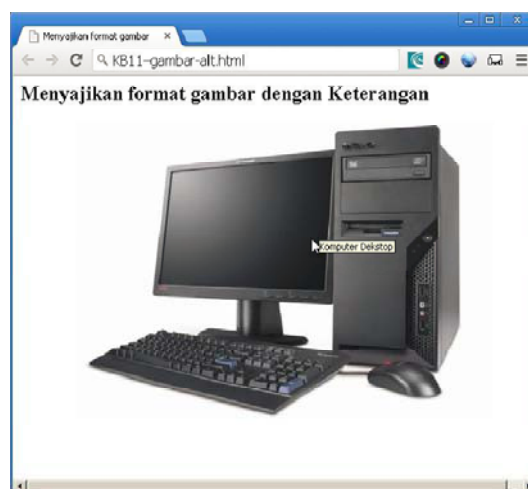 Menyajikan format gambar
KB11-gambar-alt.html
Menyajikan format gambar dengan Keterangan
Komputer Dekstop